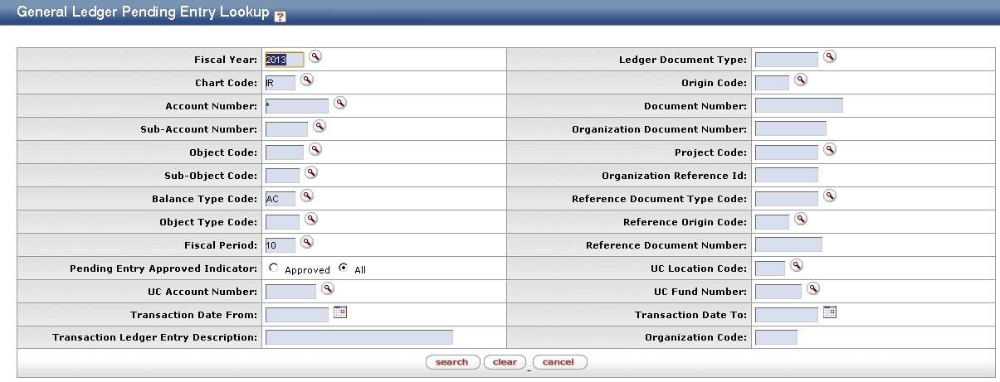 General Ledger Pending Entry Lookup ?
Fiscal Year: 2013 Ledger Document Type:
Chart Code: IR Origin Code:
Account Number: * Document Number:
Sub-Account Number: Organization Document Number:
Object Code: Project Code:
Sub-Object Code: Organization Reference Id:
Balance Type Code: AC Reference Document Type Code:
Object Type Code: Reference Origin Code:
Fiscal Period: 10 Reference Document Number:
Pending Entry Approved Indicator: Approved All UC Location Code:
UC Account Number: UC Fund Number:
Transaction Date From: Transaction Date To:
Transaction Ledger Entry Description: Organization Code:
search clear cancel